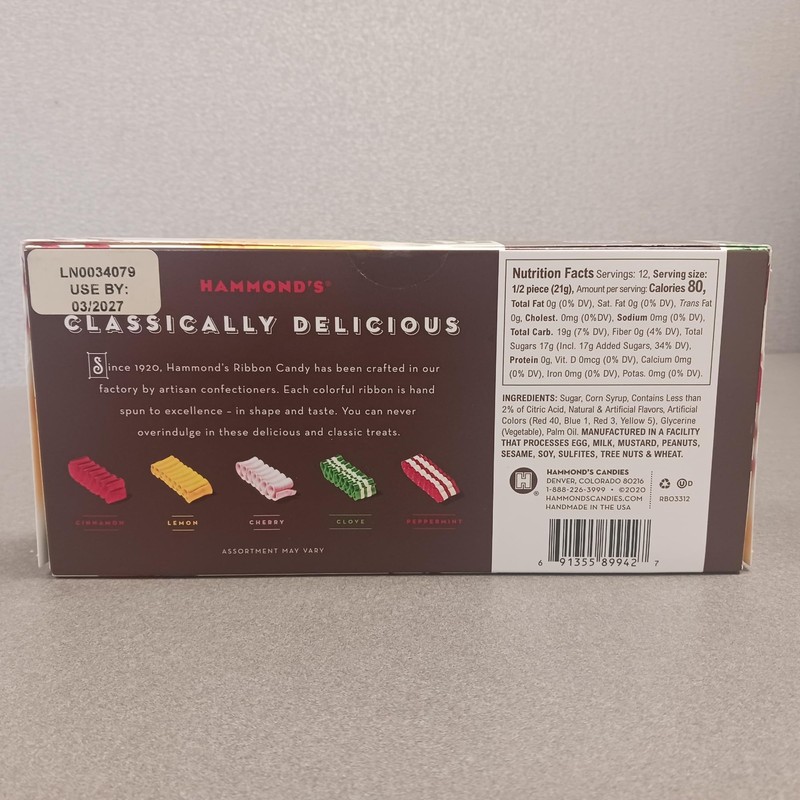 LN0034079
USE BY:
03/2027
HAMMOND'S®
CLASSICALLY DELICIOUS
Since 1920, Hammond's Ribbon Candy has been crafted in our
factory by artisan confectioners. Each colorful ribbon is hand
spun to excellence – in shape and taste. You can never
overindulge in these delicious and classic treats.
CINNAMON
LEMON
CHERRY
CLOVE
PEPPERMINT
ASSORTMENT MAY VARY
Nutrition Facts Servings: 12, Serving size:
1/2 piece (21g), Amount per serving: Calories 80,
Total Fat 0g (0% DV), Sat. Fat 0g (0% DV), Trans Fat
0g, Cholest. 0mg (0% DV), Sodium 0mg (0% DV),
Total Carb. 19g (7% DV), Fiber 0g (4% DV), Total
Sugars 17g (Incl. 17g Added Sugars, 34% DV),
Protein 0g, Vit. D 0mcg (0% DV), Calcium 0mg
(0% DV), Iron 0mg (0% DV), Potas. 0mg (0% DV).
INGREDIENTS: Sugar, Corn Syrup, Contains Less than
2% of Citric Acid, Natural & Artificial Flavors, Artificial
Colors (Red 40, Blue 1, Red 3, Yellow 5), Glycerine
(Vegetable), Palm Oil. MANUFACTURED IN A FACILITY
THAT PROCESSES EGG, MILK, MUSTARD, PEANUTS,
SESAME, SOY, SULFITES, TREE NUTS & WHEAT.
H®
HAMMOND'S CANDIES
DENVER, COLORADO 80216
1-888-226-3999 • ©2020
HAMMONDSCANDIES.COM
HANDMADE IN THE USA
U D
RB03312
6 91355 89942 7